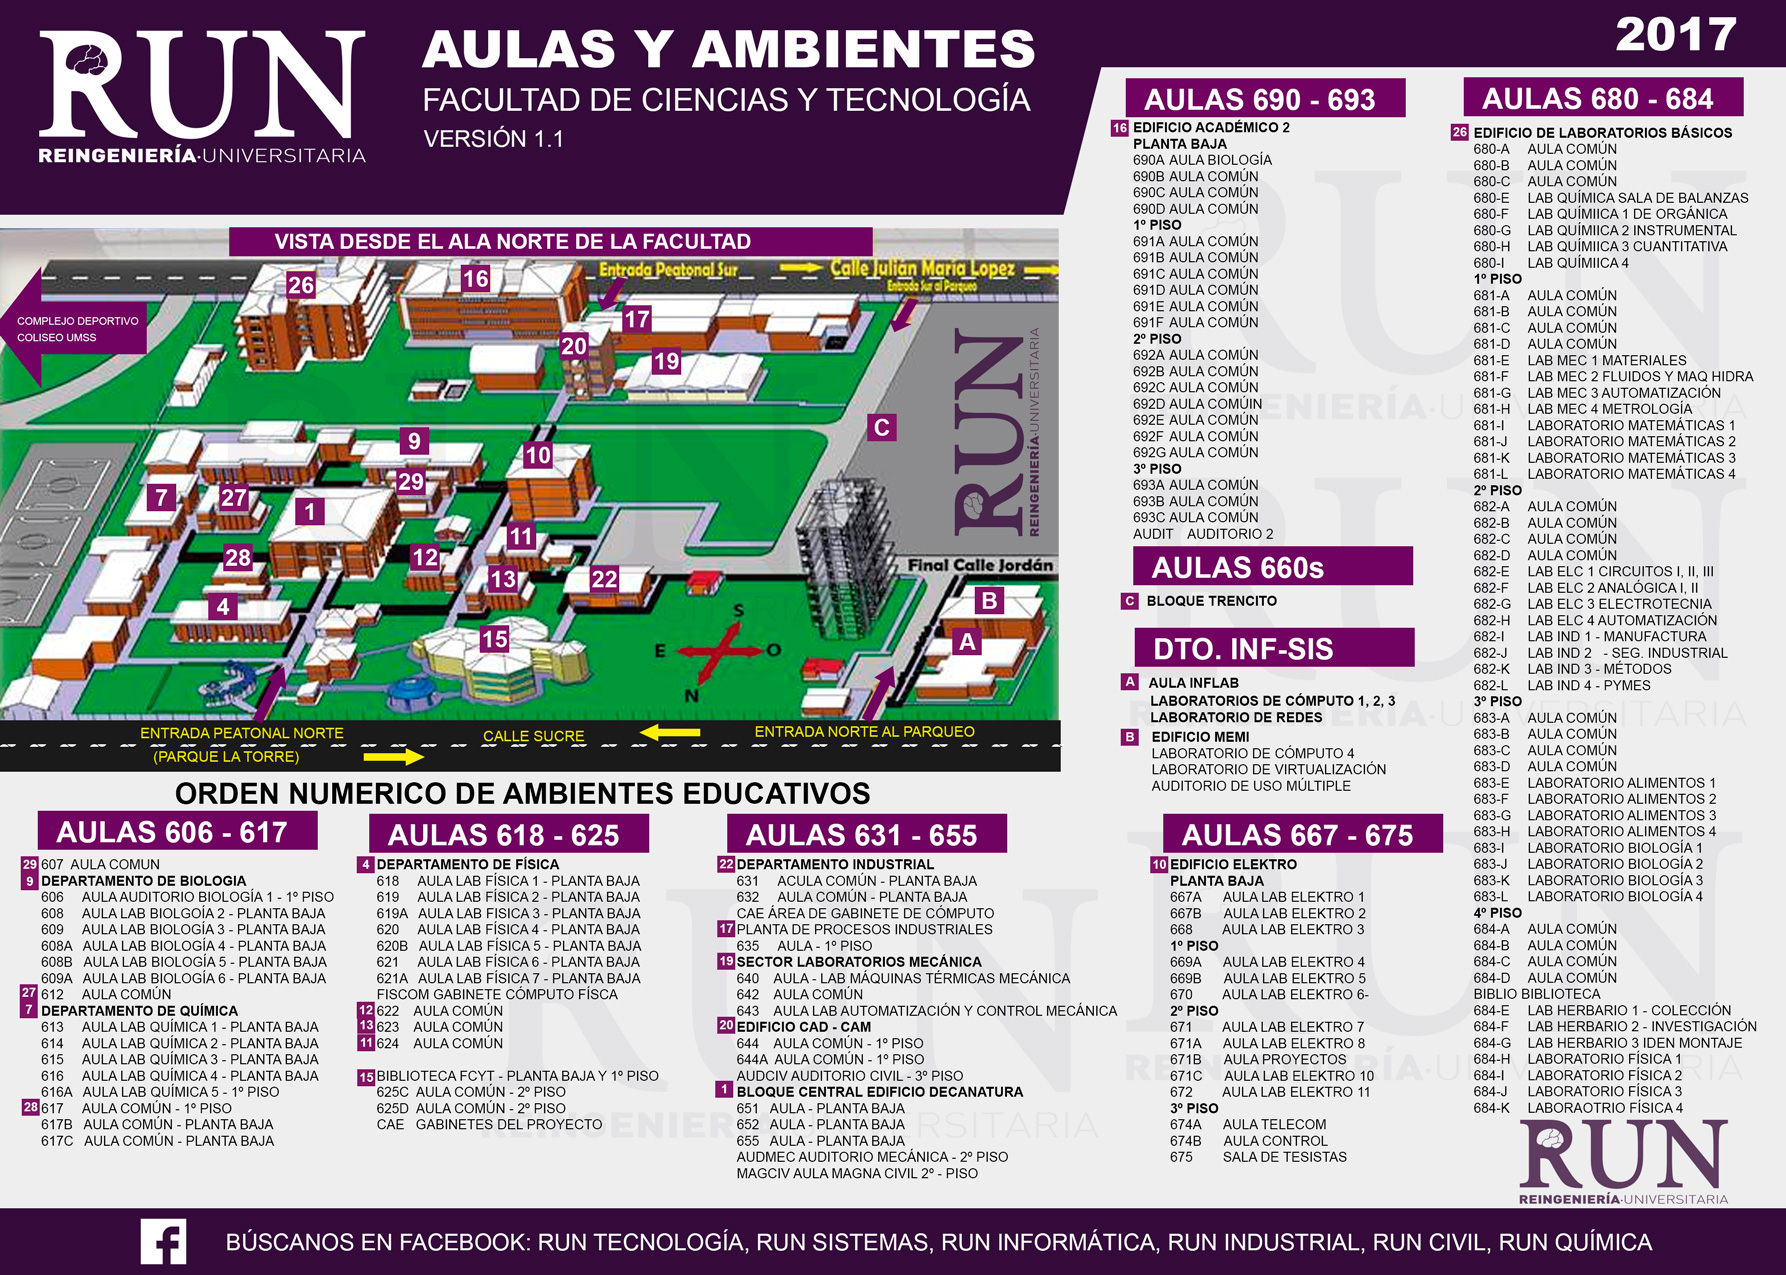 RUN
REINGENIERÍA·UNIVERSITARIA
AULAS Y AMBIENTES
FACULTAD DE CIENCIAS Y TECNOLOGÍA
VERSIÓN 1.1
2017
VISTA DESDE EL ALA NORTE DE LA FACULTAD
Entrada Peatonal Sur
Calle Julián María Lopez
Entrada Sur al Parqueo
COMPLEJO DEPORTIVO
COLISEO UMSS
26
16
17
20
19
C
9
10
7
27
29
1
11
28
12
13
22
4
15
B
A
RUN
REINGENIERÍA·UNIVERSITARIA
Final Calle Jordán
S
E
O
N
ENTRADA PEATONAL NORTE
(PARQUE LA TORRE)
CALLE SUCRE
ENTRADA NORTE AL PARQUEO
ORDEN NUMERICO DE AMBIENTES EDUCATIVOS
AULAS 606 - 617
29 607 AULA COMUN
9 DEPARTAMENTO DE BIOLOGIA
606 AULA AUDITORIO BIOLOGÍA 1 - 1º PISO
608 AULA LAB BIOLGOÍA 2 - PLANTA BAJA
609 AULA LAB BIOLOGÍA 3 - PLANTA BAJA
608A AULA LAB BIOLOGÍA 4 - PLANTA BAJA
608B AULA LAB BIOLOGÍA 5 - PLANTA BAJA
609A AULA LAB BIOLOGÍA 6 - PLANTA BAJA
27 612 AULA COMÚN
7 DEPARTAMENTO DE QUÍMICA
613 AULA LAB QUÍMICA 1 - PLANTA BAJA
614 AULA LAB QUÍMICA 2 - PLANTA BAJA
615 AULA LAB QUÍMICA 3 - PLANTA BAJA
616 AULA LAB QUÍMICA 4 - PLANTA BAJA
616A AULA LAB QUÍMICA 5 - 1º PISO
28 617 AULA COMÚN - 1º PISO
617B AULA COMÚN - PLANTA BAJA
617C AULA COMÚN - PLANTA BAJA
AULAS 618 - 625
4 DEPARTAMENTO DE FÍSICA
618 AULA LAB FÍSICA 1 - PLANTA BAJA
619 AULA LAB FÍSICA 2 - PLANTA BAJA
619A AULA LAB FISICA 3 - PLANTA BAJA
620 AULA LAB FÍSICA 4 - PLANTA BAJA
620B AULA LAB FÍSICA 5 - PLANTA BAJA
621 AULA LAB FÍSICA 6 - PLANTA BAJA
621A AULA LAB FÍSICA 7 - PLANTA BAJA
FISCOM GABINETE CÓMPUTO FÍSCA
12 622 AULA COMÚN
13 623 AULA COMÚN
11 624 AULA COMÚN
15 BIBLIOTECA FCYT - PLANTA BAJA Y 1º PISO
625C AULA COMÚN - 2º PISO
625D AULA COMÚN - 2º PISO
CAE GABINETES DEL PROYECTO
AULAS 631 - 655
22 DEPARTAMENTO INDUSTRIAL
631 ACULA COMÚN - PLANTA BAJA
632 AULA COMÚN - PLANTA BAJA
CAE ÁREA DE GABINETE DE CÓMPUTO
17 PLANTA DE PROCESOS INDUSTRIALES
635 AULA - 1º PISO
19 SECTOR LABORATORIOS MECÁNICA
640 AULA - LAB MÁQUINAS TÉRMICAS MECÁNICA
642 AULA COMÚN
643 AULA LAB AUTOMATIZACIÓN Y CONTROL MECÁNICA
20 EDIFICIO CAD - CAM
644 AULA COMÚN - 1º PISO
644A AULA COMÚN - 1º PISO
AUDCIV AUDITORIO CIVIL - 3º PISO
1 BLOQUE CENTRAL EDIFICIO DECANATURA
651 AULA - PLANTA BAJA
652 AULA - PLANTA BAJA
655 AULA - PLANTA BAJA
AUDMEC AUDITORIO MECÁNICA - 2º PISO
MAGCIV AULA MAGNA CIVIL 2º - PISO
AULAS 690 - 693
16 EDIFICIO ACADÉMICO 2
PLANTA BAJA
690A AULA BIOLOGÍA
690B AULA COMÚN
690C AULA COMÚN
690D AULA COMÚN
1º PISO
691A AULA COMÚN
691B AULA COMÚN
691C AULA COMÚN
691D AULA COMÚN
691E AULA COMÚN
691F AULA COMÚN
2º PISO
692A AULA COMÚN
692B AULA COMÚN
692C AULA COMÚN
692D AULA COMÚIN
692E AULA COMÚN
692F AULA COMÚN
692G AULA COMÚN
3º PISO
693A AULA COMÚN
693B AULA COMÚN
693C AULA COMÚN
AUDIT AUDITORIO 2
AULAS 660s
C BLOQUE TRENCITO
DTO. INF-SIS
A AULA INFLAB
LABORATORIOS DE CÓMPUTO 1, 2, 3
LABORATORIO DE REDES
B EDIFICIO MEMI
LABORATORIO DE CÓMPUTO 4
LABORATORIO DE VIRTUALIZACIÓN
AUDITORIO DE USO MÚLTIPLE
AULAS 667 - 675
10 EDIFICIO ELEKTRO
PLANTA BAJA
667A AULA LAB ELEKTRO 1
667B AULA LAB ELEKTRO 2
668 AULA LAB ELEKTRO 3
1º PISO
669A AULA LAB ELEKTRO 4
669B AULA LAB ELEKTRO 5
670 AULA LAB ELEKTRO 6-
2º PISO
671 AULA LAB ELEKTRO 7
671A AULA LAB ELEKTRO 8
671B AULA PROYECTOS
671C AULA LAB ELEKTRO 10
672 AULA LAB ELEKTRO 11
3º PISO
674A AULA TELECOM
674B AULA CONTROL
675 SALA DE TESISTAS
AULAS 680 - 684
26 EDIFICIO DE LABORATORIOS BÁSICOS
680-A AULA COMÚN
680-B AULA COMÚN
680-C AULA COMÚN
680-E LAB QUÍMICA SALA DE BALANZAS
680-F LAB QUÍMIICA 1 DE ORGÁNICA
680-G LAB QUÍMIICA 2 INSTRUMENTAL
680-H LAB QUÍMIICA 3 CUANTITATIVA
680-I LAB QUÍMIICA 4
1º PISO
681-A AULA COMÚN
681-B AULA COMÚN
681-C AULA COMÚN
681-D AULA COMÚN
681-E LAB MEC 1 MATERIALES
681-F LAB MEC 2 FLUIDOS Y MAQ HIDRA
681-G LAB MEC 3 AUTOMATIZACIÓN
681-H LAB MEC 4 METROLOGÍA
681-I LABORATORIO MATEMÁTICAS 1
681-J LABORATORIO MATEMÁTICAS 2
681-K LABORATORIO MATEMÁTICAS 3
681-L LABORATORIO MATEMÁTICAS 4
2º PISO
682-A AULA COMÚN
682-B AULA COMÚN
682-C AULA COMÚN
682-D AULA COMÚN
682-E LAB ELC 1 CIRCUITOS I, II, III
682-F LAB ELC 2 ANALÓGICA I, II
682-G LAB ELC 3 ELECTROTECNIA
682-H LAB ELC 4 AUTOMATIZACIÓN
682-I LAB IND 1 - MANUFACTURA
682-J LAB IND 2 - SEG. INDUSTRIAL
682-K LAB IND 3 - MÉTODOS
682-L LAB IND 4 - PYMES
3º PISO
683-A AULA COMÚN
683-B AULA COMÚN
683-C AULA COMÚN
683-D AULA COMÚN
683-E LABORATORIO ALIMENTOS 1
683-F LABORATORIO ALIMENTOS 2
683-G LABORATORIO ALIMENTOS 3
683-H LABORATORIO ALIMENTOS 4
683-I LABORATORIO BIOLOGÍA 1
683-J LABORATORIO BIOLOGÍA 2
683-K LABORATORIO BIOLOGÍA 3
683-L LABORATORIO BIOLOGÍA 4
4º PISO
684-A AULA COMÚN
684-B AULA COMÚN
684-C AULA COMÚN
684-D AULA COMÚN
BIBLIO BIBLIOTECA
684-E LAB HERBARIO 1 - COLECCIÓN
684-F LAB HERBARIO 2 - INVESTIGACIÓN
684-G LAB HERBARIO 3 IDEN MONTAJE
684-H LABORATORIO FÍSICA 1
684-I LABORATORIO FÍSICA 2
684-J LABORATORIO FÍSICA 3
684-K LABORAOTRIO FÍSICA 4
RUN
REINGENIERÍA·UNIVERSITARIA
BÚSCANOS EN FACEBOOK: RUN TECNOLOGÍA, RUN SISTEMAS, RUN INFORMÁTICA, RUN INDUSTRIAL, RUN CIVIL, RUN QUÍMICA